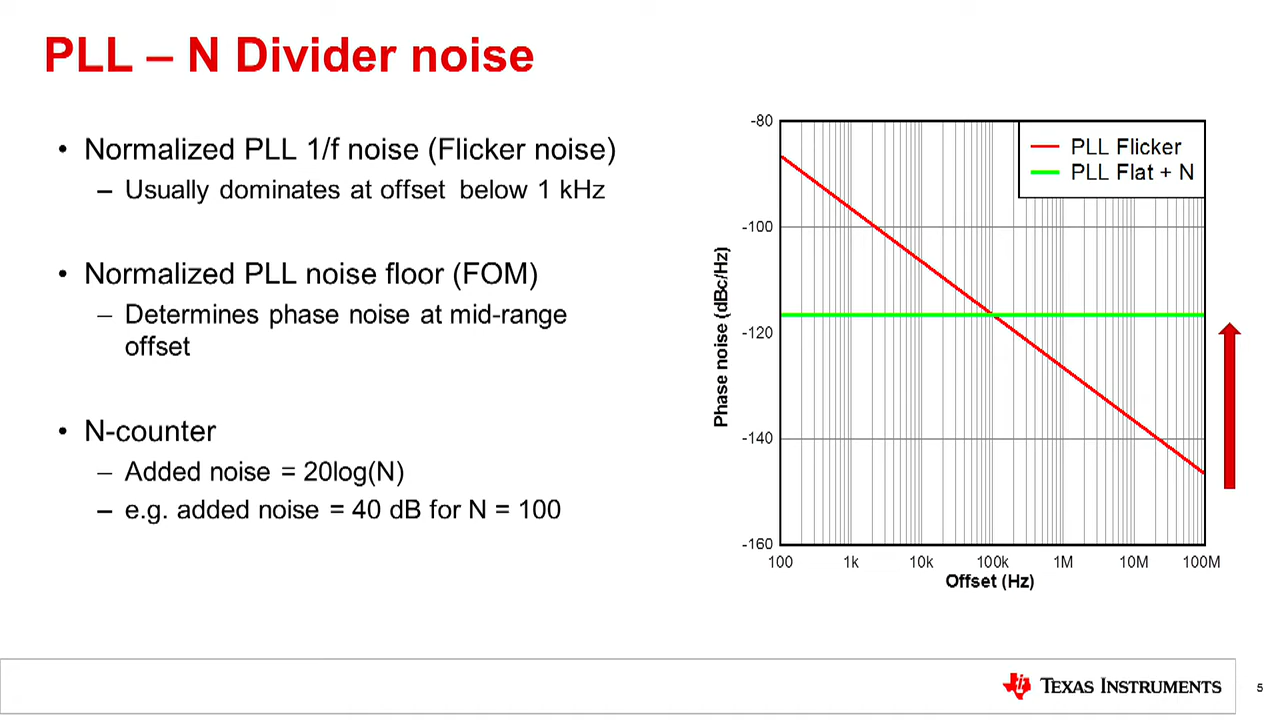 PLL – N Divider noise
• Normalized PLL 1/f noise (Flicker noise)
– Usually dominates at offset below 1 kHz
• Normalized PLL noise floor (FOM)
– Determines phase noise at mid-range
offset
• N-counter
– Added noise = 20log(N)
– e.g. added noise = 40 dB for N = 100
PLL Flicker
PLL Flat + N
Phase noise (dBc/Hz)
-80
-100
-120
-140
-160
100 1k 10k 100k 1M 10M 100M
Offset (Hz)
TEXAS INSTRUMENTS
5